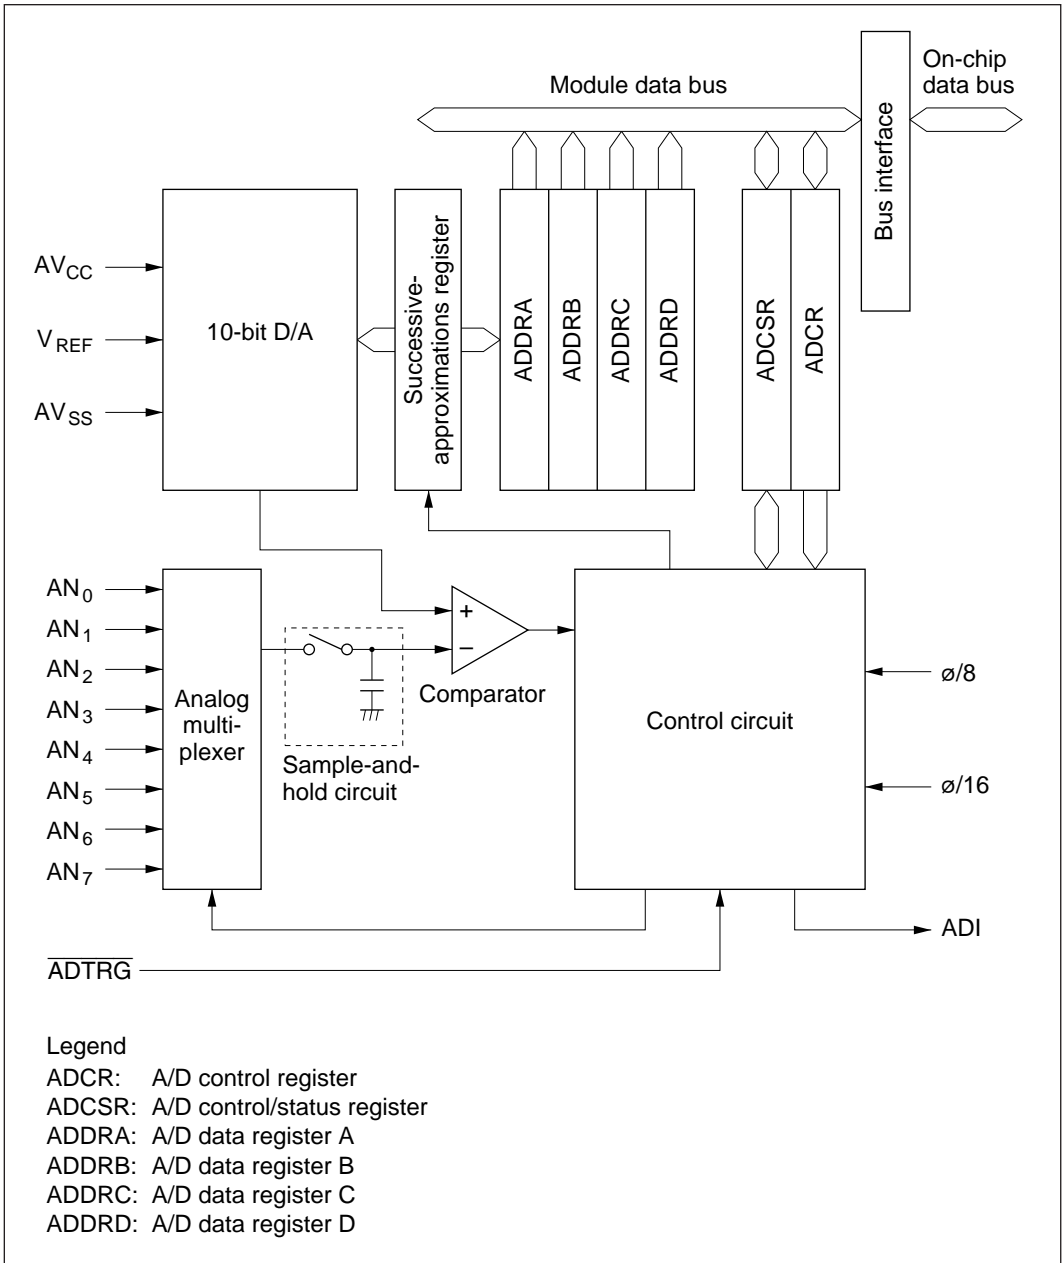 On-chip
data bus
Module data bus
Bus interface
AVCC
VREF
AVSS
10-bit D/A
Successive-
approximations register
ADDRA
ADDRB
ADDRC
ADDRD
ADCSR
ADCR
AN0
AN1
AN2
AN3
AN4
AN5
AN6
AN7
Analog
multi-
plexer
+
−
Comparator
Sample-and-
hold circuit
Control circuit
ø/8
ø/16
ADI
ADTRG
Legend
ADCR: A/D control register
ADCSR: A/D control/status register
ADDRA: A/D data register A
ADDRB: A/D data register B
ADDRC: A/D data register C
ADDRD: A/D data register D